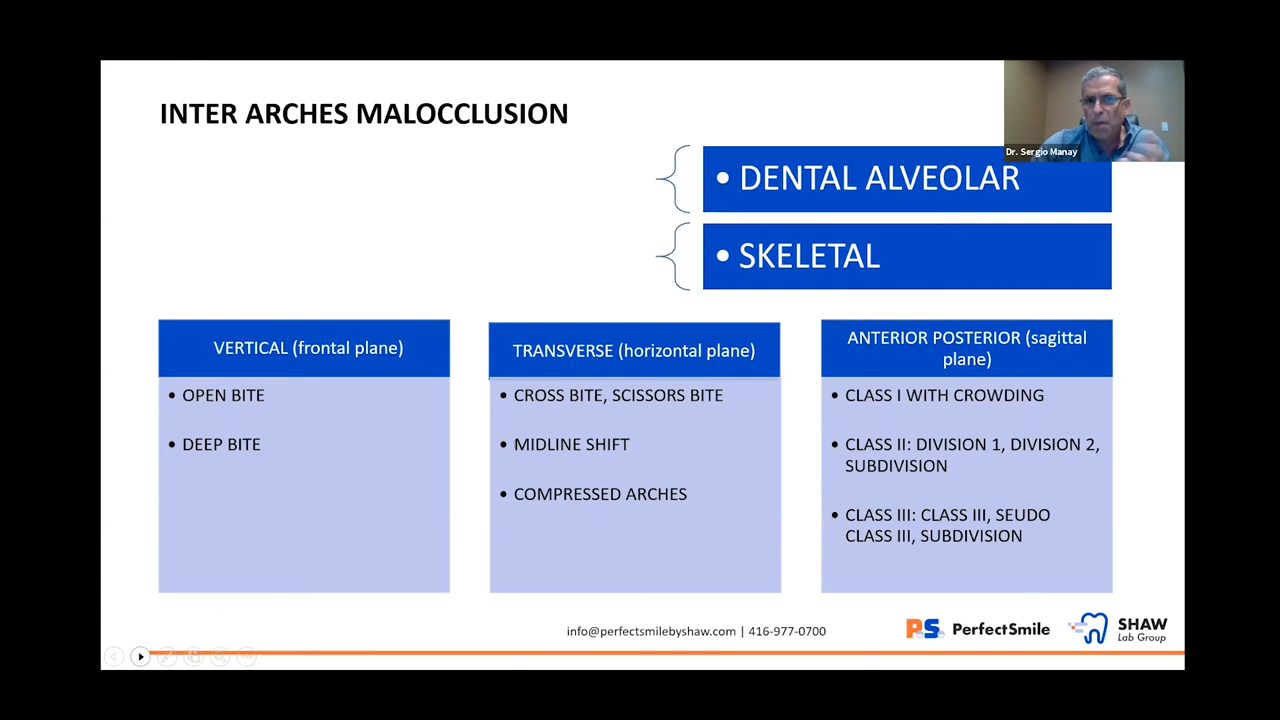 INTER ARCHES MALOCCLUSION
Dr. Sergio Manay
• DENTAL ALVEOLAR
• SKELETAL
VERTICAL (frontal plane)
• OPEN BITE
• DEEP BITE
TRANSVERSE (horizontal plane)
• CROSS BITE, SCISSORS BITE
• MIDLINE SHIFT
• COMPRESSED ARCHES
ANTERIOR POSTERIOR (sagittal
plane)
• CLASS I WITH CROWDING
• CLASS II: DIVISION 1, DIVISION 2,
SUBDIVISION
• CLASS III: CLASS III, SEUDO
CLASS III, SUBDIVISION
info@perfectsmilebyshaw.com | 416-977-0700
PS PerfectSmile
SHAW
Lab Group